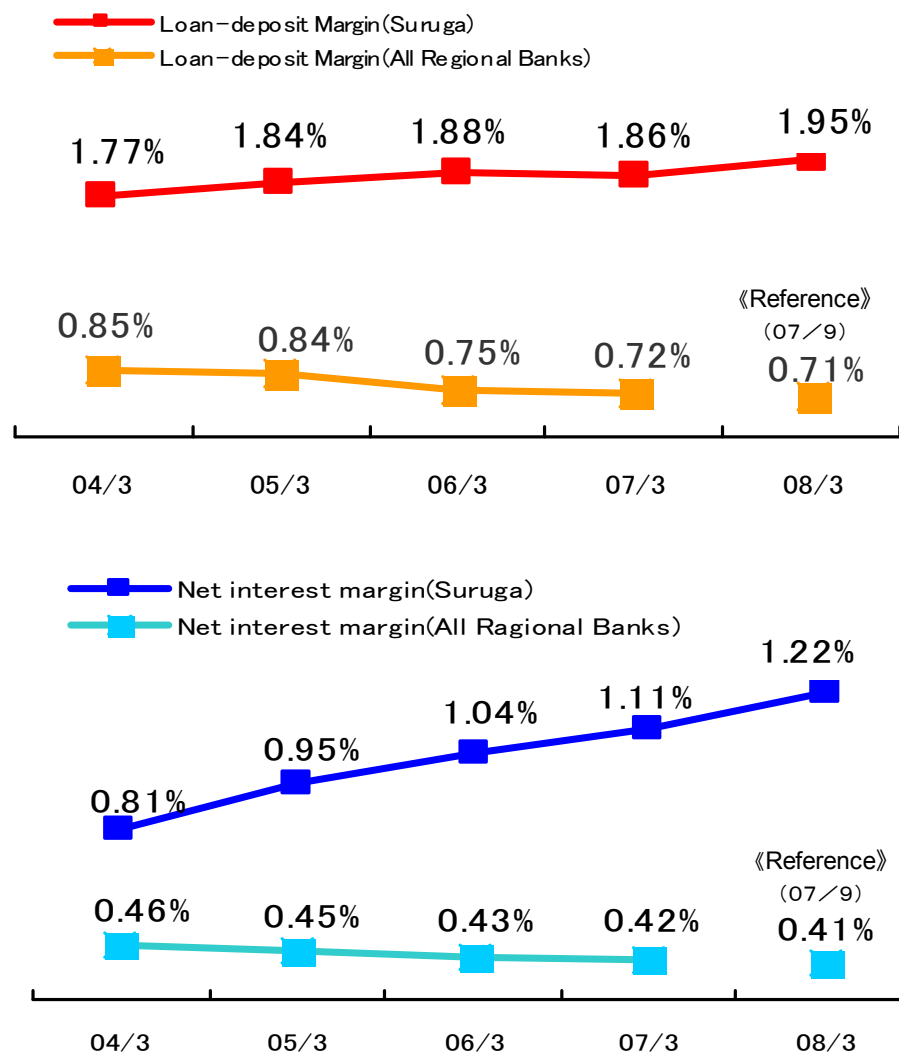 Loan-deposit Margin(Suruga)
Loan-deposit Margin(All Regional Banks)
1.77% 1.84% 1.88% 1.86% 1.95%
《Reference》
(07/9)
0.85% 0.84% 0.75% 0.72% 0.71%
04/3 05/3 06/3 07/3 08/3
Net interest margin(Suruga)
Net interest margin(All Ragional Banks)
0.81% 0.95% 1.04% 1.11% 1.22%
《Reference》
(07/9)
0.46% 0.45% 0.43% 0.42% 0.41%
04/3 05/3 06/3 07/3 08/3